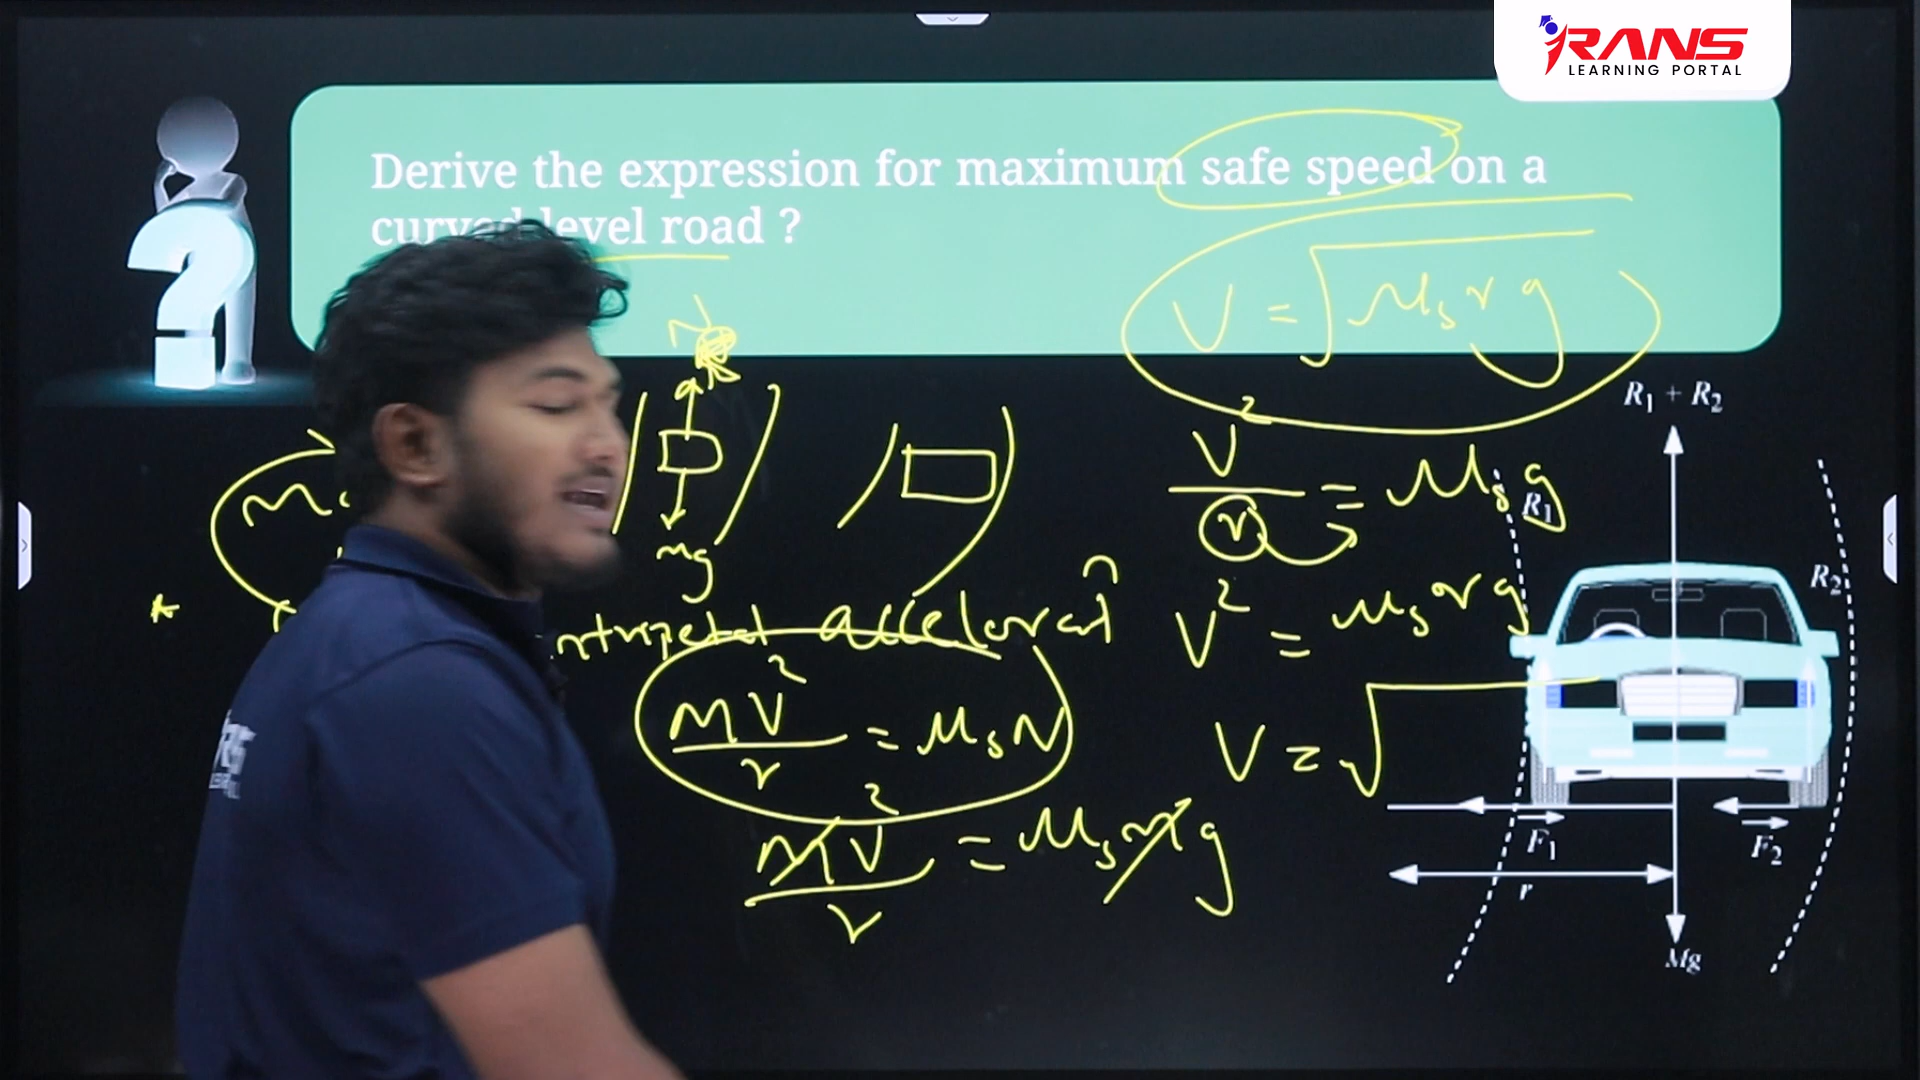 RANS
LEARNING PORTAL
Derive the expression for maximum safe speed on a
curved level road ?
V = √μₛrg
N
mg
R₁ + R₂
V²/r = μₛg
R₁
R₂
V² = μₛrg
MV²/r = μₛN
V = √
MV²/r = μₛmg
F₁
F₂
r
Mg